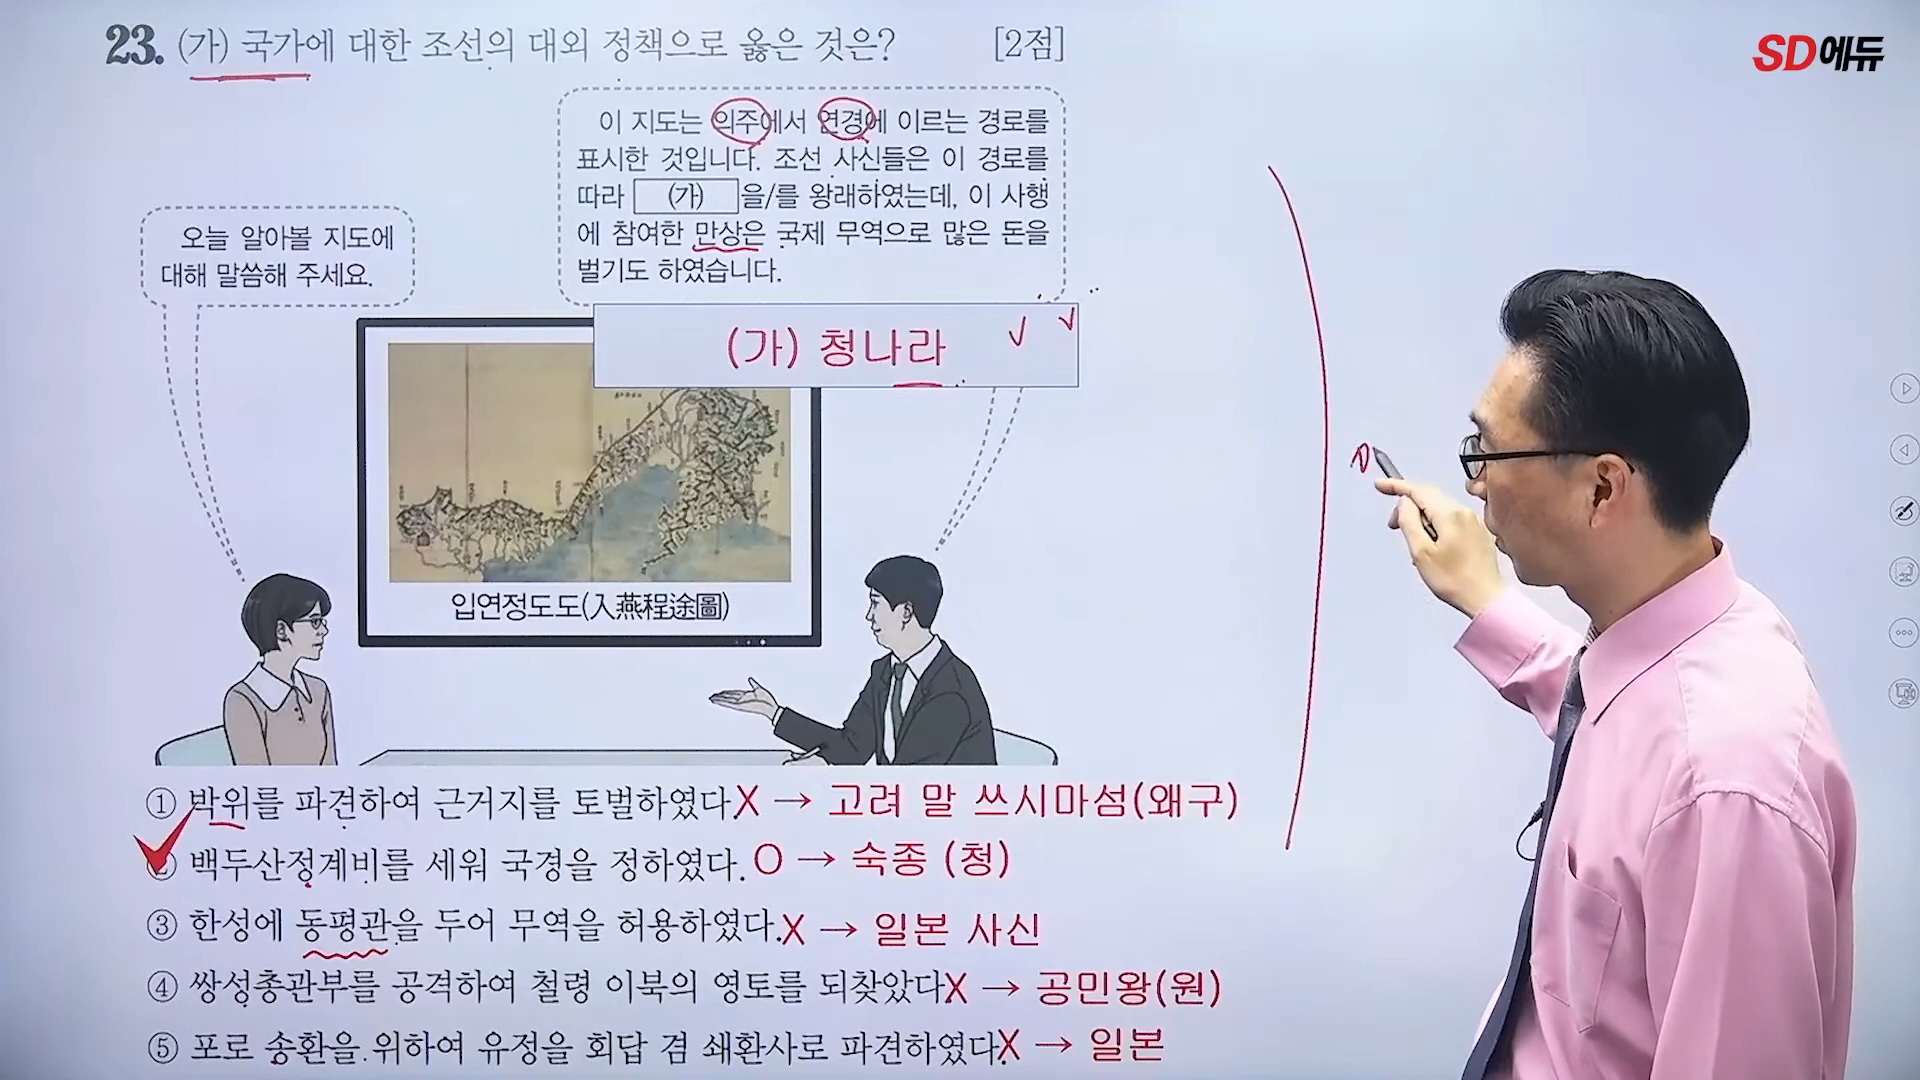 SD에듀
23. (가) 국가에 대한 조선의 대외 정책으로 옳은 것은? [2점]
이 지도는 의주에서 연경에 이르는 경로를
표시한 것입니다. 조선 사신들은 이 경로를
따라 (가) 을/를 왕래하였는데, 이 사행
에 참여한 만상은 국제 무역으로 많은 돈을
벌기도 하였습니다.
오늘 알아볼 지도에
대해 말씀해 주세요.
(가) 청나라
입연정도도(入燕程途圖)
① 박위를 파견하여 근거지를 토벌하였다. X → 고려 말 쓰시마섬(왜구)
② 백두산정계비를 세워 국경을 정하였다. O → 숙종 (청)
③ 한성에 동평관을 두어 무역을 허용하였다. X → 일본 사신
④ 쌍성총관부를 공격하여 철령 이북의 영토를 되찾았다. X → 공민왕(원)
⑤ 포로 송환을 위하여 유정을 회답 겸 쇄환사로 파견하였다. X → 일본